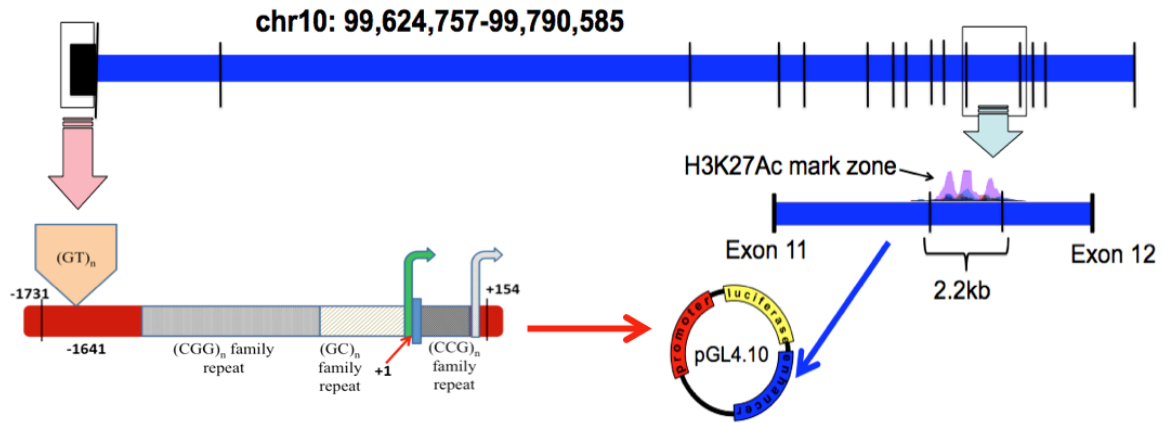 chr10: 99,624,757-99,790,585
H3K27Ac mark zone
Exon 11
Exon 12
2.2kb
(GT)n
-1731
+154
-1641
(CGG)n family
repeat
(GC)n
family
repeat
+1
(CCG)n
family
repeat
promoter
luciferase
enhancer
pGL4.10